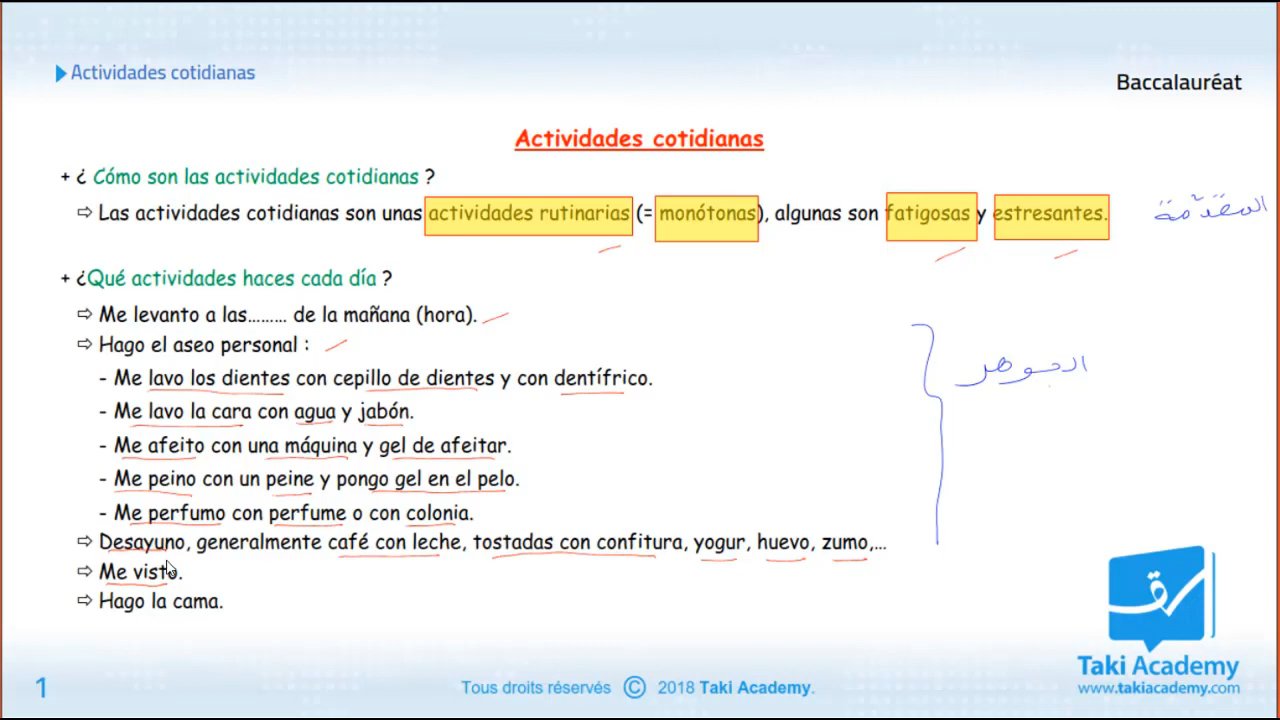 Actividades cotidianas
Baccalauréat
Actividades cotidianas
+ ¿ Cómo son las actividades cotidianas ?
⇨ Las actividades cotidianas son unas actividades rutinarias (= monótonas), algunas son fatigosas y estresantes.
المقدّمة
+ ¿Qué actividades haces cada día ?
⇨ Me levanto a las……… de la mañana (hora).
⇨ Hago el aseo personal :
- Me lavo los dientes con cepillo de dientes y con dentífrico.
الجوهر
- Me lavo la cara con agua y jabón.
- Me afeito con una máquina y gel de afeitar.
- Me peino con un peine y pongo gel en el pelo.
- Me perfumo con perfume o con colonia.
⇨ Desayuno, generalmente café con leche, tostadas con confitura, yogur, huevo, zumo,…
⇨ Me visto.
⇨ Hago la cama.
Taki Academy
www.takiacademy.com
1
Tous droits réservés © 2018 Taki Academy.